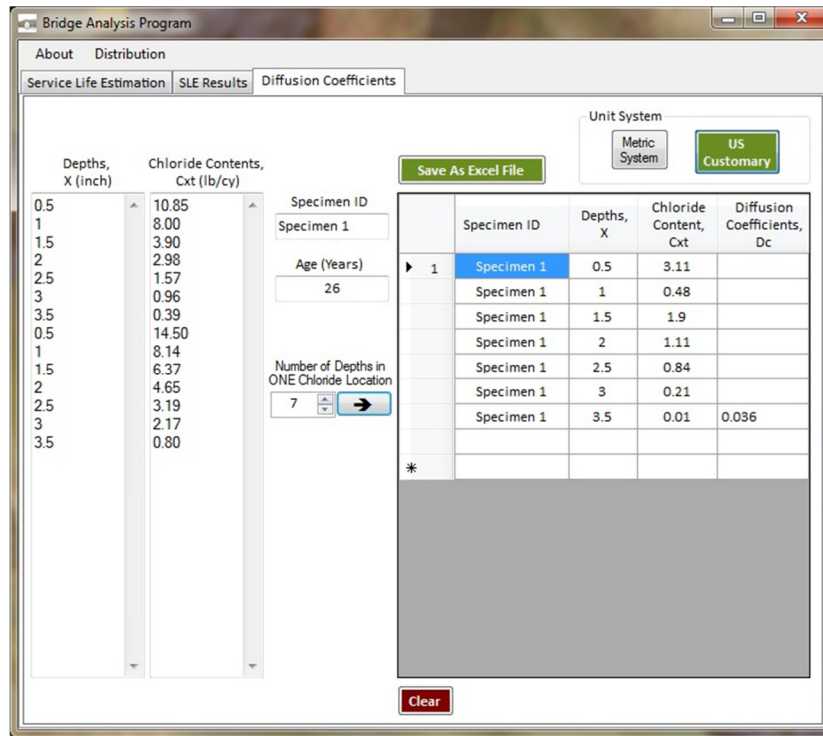 Bridge Analysis Program
About Distribution
Service Life Estimation SLE Results Diffusion Coefficients
Unit System
Metric System
US Customary
Save As Excel File
Depths, X (inch)
0.5
1
1.5
2
2.5
3
3.5
0.5
1
1.5
2
2.5
3
3.5
Chloride Contents, Cxt (lb/cy)
10.85
8.00
3.90
2.98
1.57
0.96
0.39
14.50
8.14
6.37
4.65
3.19
2.17
0.80
Specimen ID
Specimen 1
Age (Years)
26
Number of Depths in
ONE Chloride Location
7
Specimen ID Depths, X Chloride Content, Cxt Diffusion Coefficients, Dc
1 Specimen 1 0.5 3.11
Specimen 1 1 0.48
Specimen 1 1.5 1.9
Specimen 1 2 1.11
Specimen 1 2.5 0.84
Specimen 1 3 0.21
Specimen 1 3.5 0.01 0.036
*
Clear